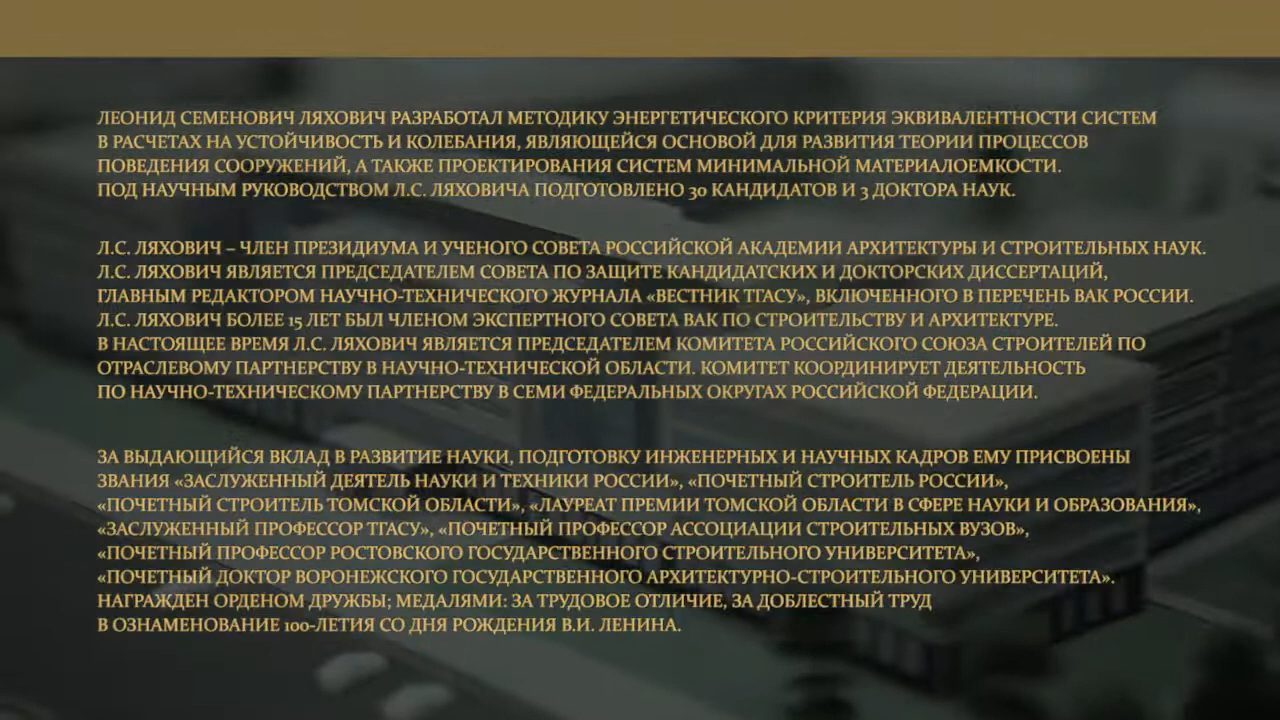 ЛЕОНИД СЕМЕНОВИЧ ЛЯХОВИЧ РАЗРАБОТАЛ МЕТОДИКУ ЭНЕРГЕТИЧЕСКОГО КРИТЕРИЯ ЭКВИВАЛЕНТНОСТИ СИСТЕМ
В РАСЧЕТАХ НА УСТОЙЧИВОСТЬ И КОЛЕБАНИЯ, ЯВЛЯЮЩЕЙСЯ ОСНОВОЙ ДЛЯ РАЗВИТИЯ ТЕОРИИ ПРОЦЕССОВ
ПОВЕДЕНИЯ СООРУЖЕНИЙ, А ТАКЖЕ ПРОЕКТИРОВАНИЯ СИСТЕМ МИНИМАЛЬНОЙ МАТЕРИАЛОЕМКОСТИ.
ПОД НАУЧНЫМ РУКОВОДСТВОМ Л.С. ЛЯХОВИЧА ПОДГОТОВЛЕНО 30 КАНДИДАТОВ И 3 ДОКТОРА НАУК.
Л.С. ЛЯХОВИЧ – ЧЛЕН ПРЕЗИДИУМА И УЧЕНОГО СОВЕТА РОССИЙСКОЙ АКАДЕМИИ АРХИТЕКТУРЫ И СТРОИТЕЛЬНЫХ НАУК.
Л.С. ЛЯХОВИЧ ЯВЛЯЕТСЯ ПРЕДСЕДАТЕЛЕМ СОВЕТА ПО ЗАЩИТЕ КАНДИДАТСКИХ И ДОКТОРСКИХ ДИССЕРТАЦИЙ,
ГЛАВНЫМ РЕДАКТОРОМ НАУЧНО-ТЕХНИЧЕСКОГО ЖУРНАЛА «ВЕСТНИК ТГАСУ», ВКЛЮЧЕННОГО В ПЕРЕЧЕНЬ ВАК РОССИИ.
Л.С. ЛЯХОВИЧ БОЛЕЕ 15 ЛЕТ БЫЛ ЧЛЕНОМ ЭКСПЕРТНОГО СОВЕТА ВАК ПО СТРОИТЕЛЬСТВУ И АРХИТЕКТУРЕ.
В НАСТОЯЩЕЕ ВРЕМЯ Л.С. ЛЯХОВИЧ ЯВЛЯЕТСЯ ПРЕДСЕДАТЕЛЕМ КОМИТЕТА РОССИЙСКОГО СОЮЗА СТРОИТЕЛЕЙ ПО
ОТРАСЛЕВОМУ ПАРТНЕРСТВУ В НАУЧНО-ТЕХНИЧЕСКОЙ ОБЛАСТИ. КОМИТЕТ КООРДИНИРУЕТ ДЕЯТЕЛЬНОСТЬ
ПО НАУЧНО-ТЕХНИЧЕСКОМУ ПАРТНЕРСТВУ В СЕМИ ФЕДЕРАЛЬНЫХ ОКРУГАХ РОССИЙСКОЙ ФЕДЕРАЦИИ.
ЗА ВЫДАЮЩИЙСЯ ВКЛАД В РАЗВИТИЕ НАУКИ, ПОДГОТОВКУ ИНЖЕНЕРНЫХ И НАУЧНЫХ КАДРОВ ЕМУ ПРИСВОЕНЫ
ЗВАНИЯ «ЗАСЛУЖЕННЫЙ ДЕЯТЕЛЬ НАУКИ И ТЕХНИКИ РОССИИ», «ПОЧЕТНЫЙ СТРОИТЕЛЬ РОССИИ»,
«ПОЧЕТНЫЙ СТРОИТЕЛЬ ТОМСКОЙ ОБЛАСТИ», «ЛАУРЕАТ ПРЕМИИ ТОМСКОЙ ОБЛАСТИ В СФЕРЕ НАУКИ И ОБРАЗОВАНИЯ»,
«ЗАСЛУЖЕННЫЙ ПРОФЕССОР ТГАСУ», «ПОЧЕТНЫЙ ПРОФЕССОР АССОЦИАЦИИ СТРОИТЕЛЬНЫХ ВУЗОВ»,
«ПОЧЕТНЫЙ ПРОФЕССОР РОСТОВСКОГО ГОСУДАРСТВЕННОГО СТРОИТЕЛЬНОГО УНИВЕРСИТЕТА»,
«ПОЧЕТНЫЙ ДОКТОР ВОРОНЕЖСКОГО ГОСУДАРСТВЕННОГО АРХИТЕКТУРНО-СТРОИТЕЛЬНОГО УНИВЕРСИТЕТА».
НАГРАЖДЕН ОРДЕНОМ ДРУЖБЫ; МЕДАЛЯМИ: ЗА ТРУДОВОЕ ОТЛИЧИЕ, ЗА ДОБЛЕСТНЫЙ ТРУД
В ОЗНАМЕНОВАНИЕ 100-ЛЕТИЯ СО ДНЯ РОЖДЕНИЯ В.И. ЛЕНИНА.